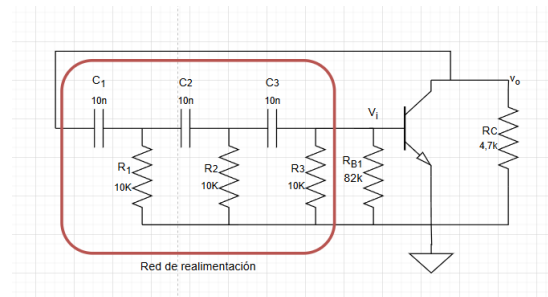 C1
10n
C2
10n
C3
10n
R1
10K
R2
10K
R3
10K
Vi
RB1
82k
vo
RC
4,7k
Red de realimentación